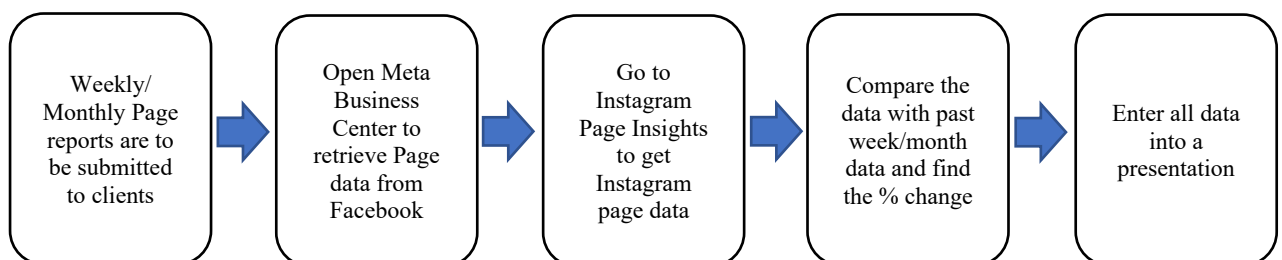 Weekly/
Monthly Page
reports are to
be submitted
to clients
Open Meta
Business
Center to
retrieve Page
data from
Facebook
Go to
Instagram
Page Insights
to get
Instagram
page data
Compare the
data with past
week/month
data and find
the % change
Enter all data
into a
presentation